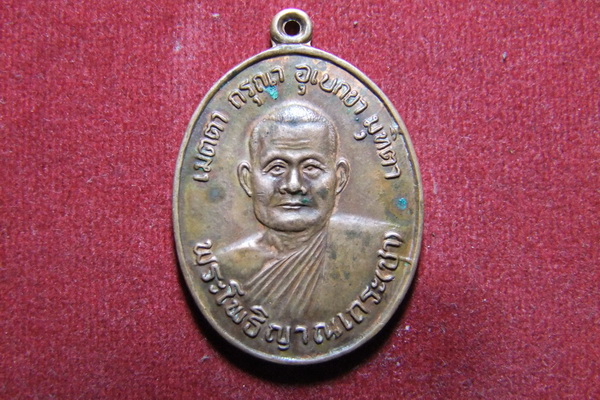 เมตตา กรุณา อุเบกขา มุทิตา
พระโพธิญาณเถระ(ชา)